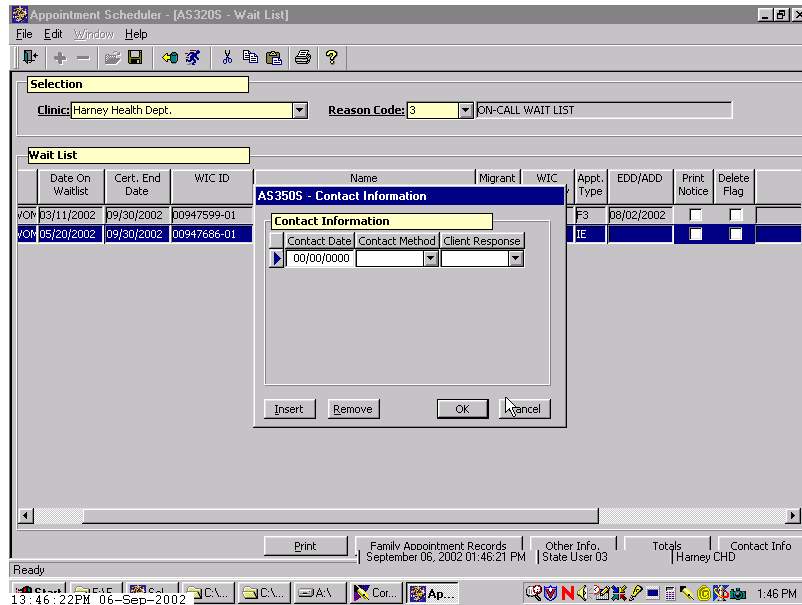 Appointment Scheduler - [AS320S - Wait List]
File Edit Window Help
Selection
Clinic: Harney Health Dept. Reason Code: 3 ON-CALL WAIT LIST
Wait List
Date On Waitlist Cert. End Date WIC ID Name Migrant WIC Appt. Type EDD/ADD Print Notice Delete Flag
WOM 03/11/2002 09/30/2002 00947599-01 F3 08/02/2002
WOM 05/20/2002 09/30/2002 00947686-01 IE
AS350S - Contact Information
Contact Information
Contact Date Contact Method Client Response
00/00/0000
Insert Remove OK Cancel
Print Family Appointment Records Other Info. Totals Contact Info
September 06, 2002 01:46:21 PM State User 03 Harney CHD
Ready
Start C:\... C:\... A:\ Cor... Ap... 1:46 PM
13:46:22PM 06-Sep-2002